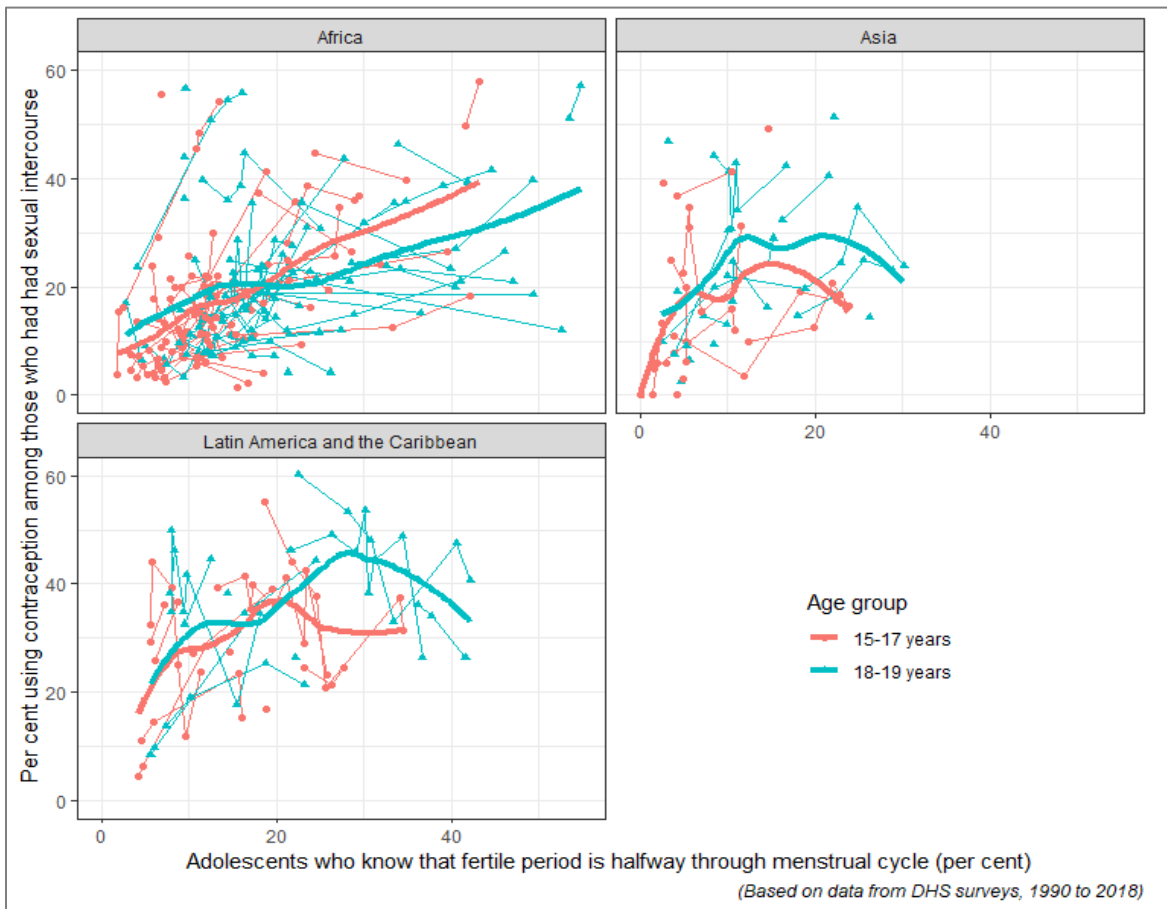 Africa
Asia
60
40
20
0
0
20
40
Latin America and the Caribbean
60
40
20
0
0
20
40
Per cent using contraception among those who had had sexual intercourse
Age group
15-17 years
18-19 years
Adolescents who know that fertile period is halfway through menstrual cycle (per cent)
(Based on data from DHS surveys, 1990 to 2018)